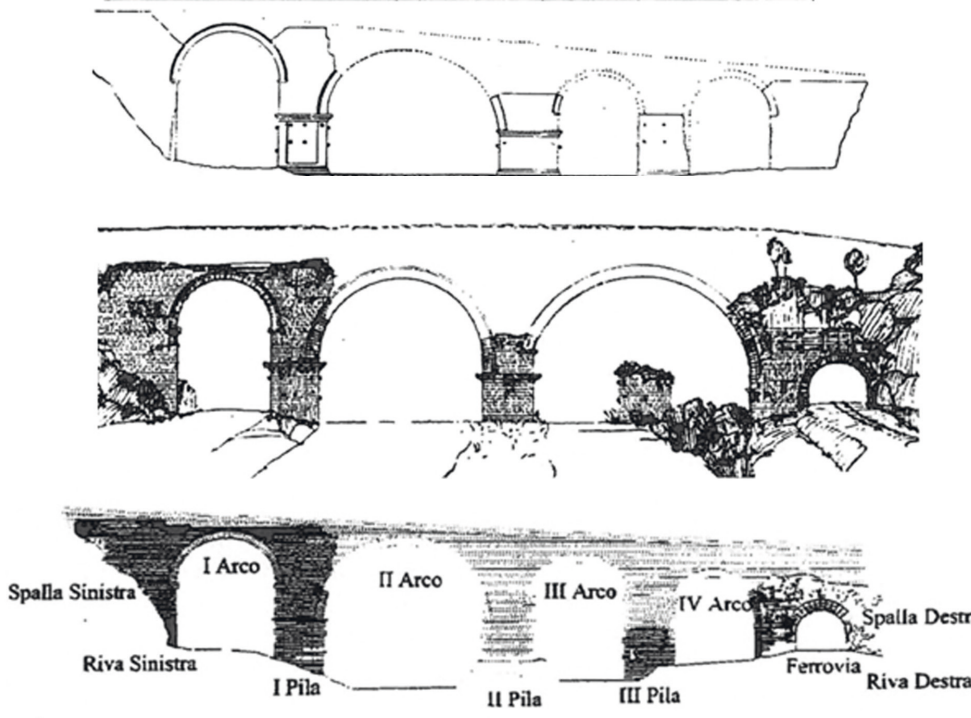 I Arco
II Arco
III Arco
IV Arco
Spalla Sinistra
Spalla Destr
Riva Sinistra
Ferrovia
Riva Destra
I Pila
II Pila
III Pila